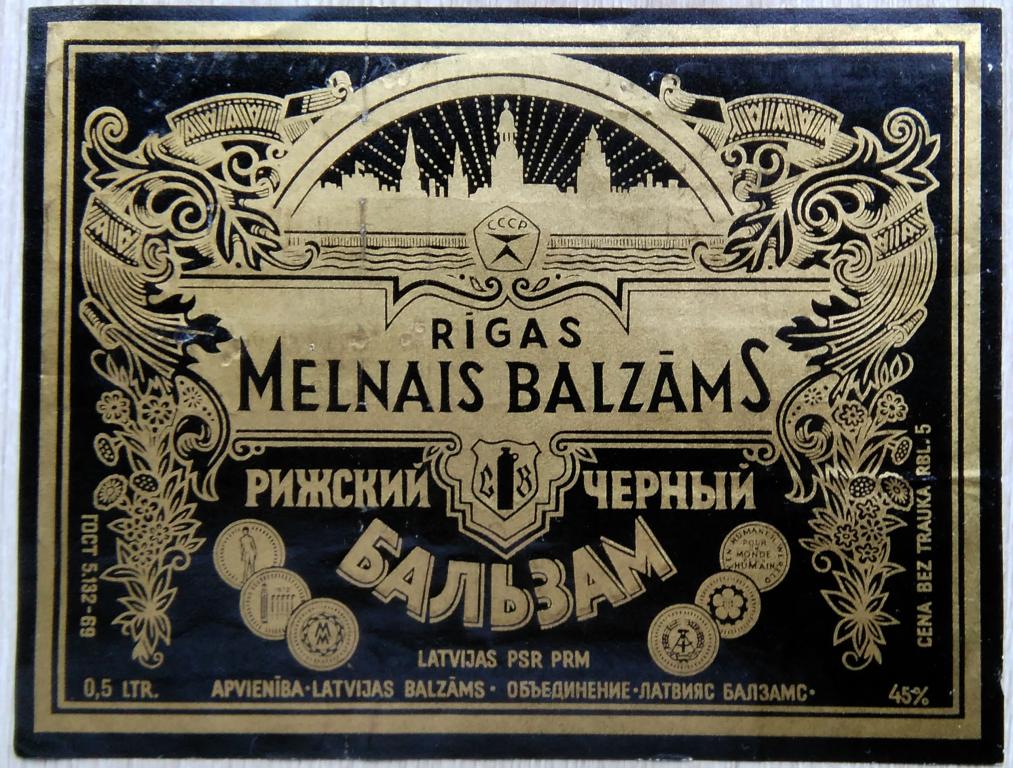 СССР
RĪGAS
MELNAIS BALZĀMS
РИЖСКИЙ ЧЕРНЫЙ
БАЛЬЗАМ
LATVIJAS PSR PRM
APVIENĪBA·LATVIJAS BALZĀMS· ОБЪЕДИНЕНИЕ·ЛАТВИЯС БАЛЗАМС·
0,5 LTR.
45%
ГОСТ 5.132-69
CENA BEZ TRAUKA RBL.5
POUR
MONDE
HUMAIN